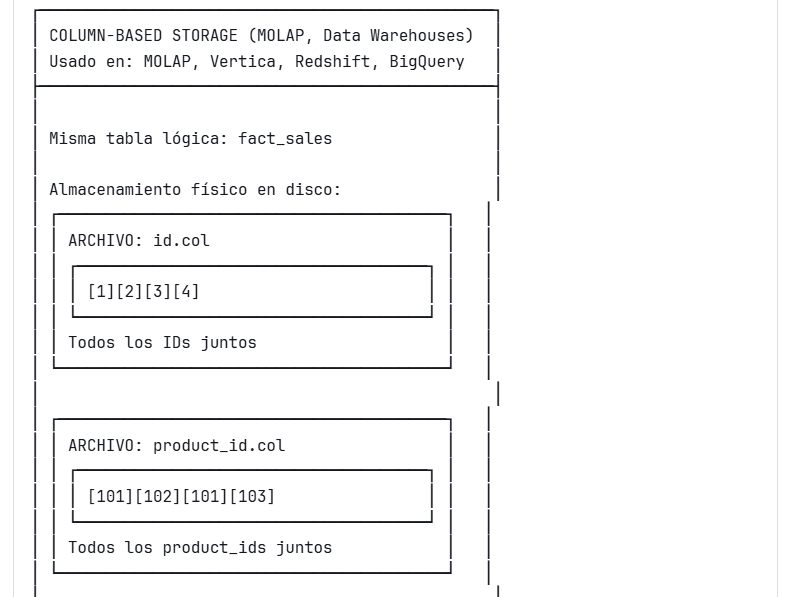 COLUMN-BASED STORAGE (MOLAP, Data Warehouses)
Usado en: MOLAP, Vertica, Redshift, BigQuery
Misma tabla lógica: fact_sales
Almacenamiento físico en disco:
ARCHIVO: id.col
[1][2][3][4]
Todos los IDs juntos
ARCHIVO: product_id.col
[101][102][101][103]
Todos los product_ids juntos